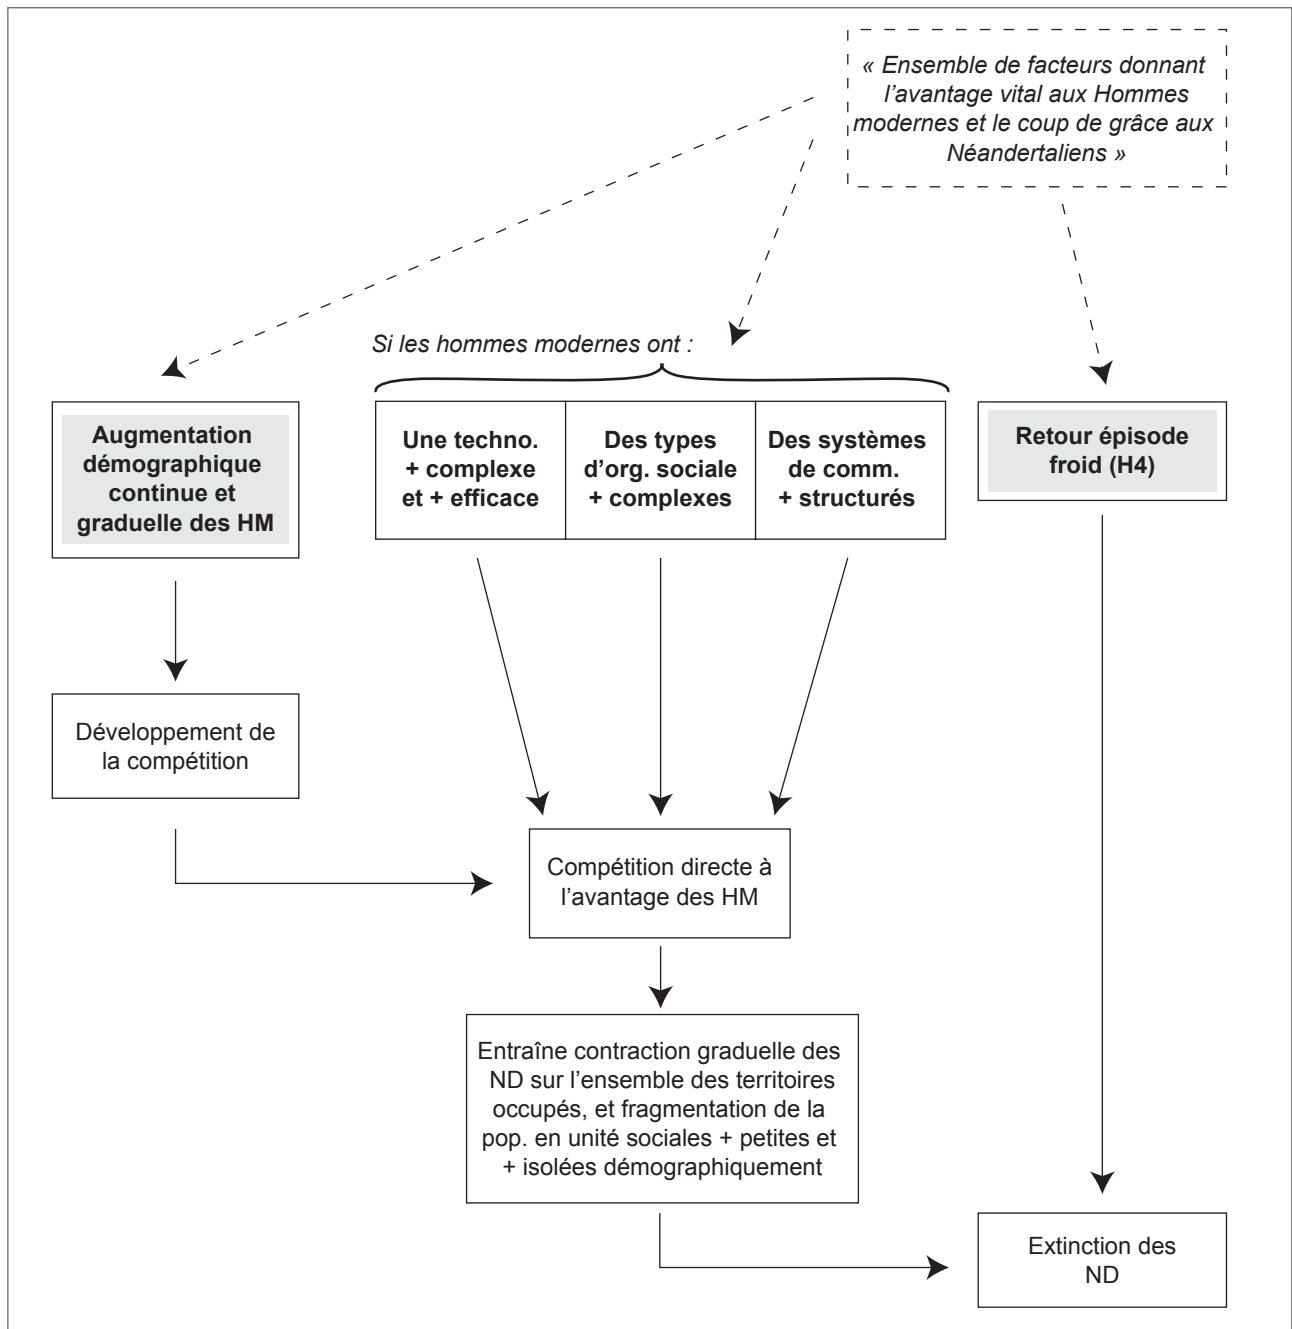 « Ensemble de facteurs donnant
l’avantage vital aux Hommes
modernes et le coup de grâce aux
Néandertaliens »
Si les hommes modernes ont :
Augmentation
démographique
continue et
graduelle des HM
Une techno.
+ complexe
et + efficace
Des types
d’org. sociale
+ complexes
Des systèmes
de comm.
+ structurés
Retour épisode
froid (H4)
Développement de
la compétition
Compétition directe à
l’avantage des HM
Entraîne contraction graduelle des
ND sur l’ensemble des territoires
occupés, et fragmentation de la
pop. en unité sociales + petites et
+ isolées démographiquement
Extinction des
ND